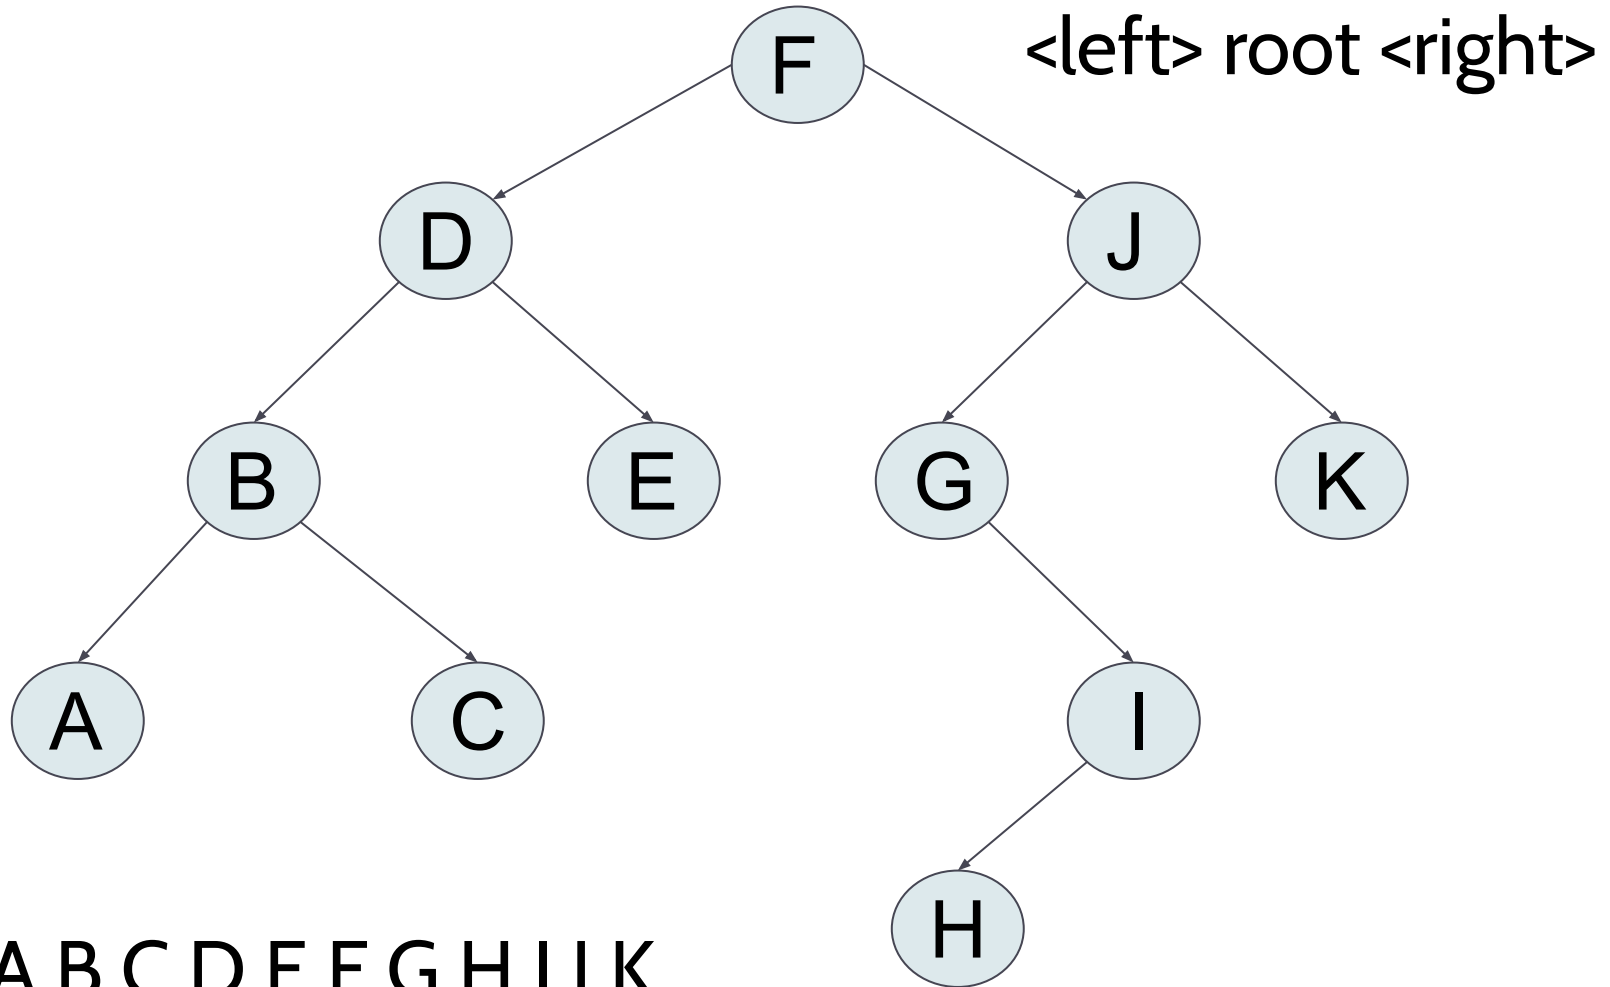 F
<left> root <right>
D
J
B
E
G
K
A
C
I
H
A B C D E F G H I J K